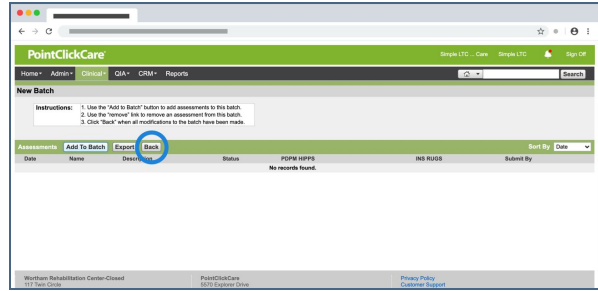 PointClickCare
Simple LTC ... Care Simple LTC Sign Off
Home Admin Clinical QIA CRM Reports Search
New Batch
Instructions: 1. Use the "Add to Batch" button to add assessments to this batch.
2. Use the "remove" link to remove an assessment from this batch.
3. Click "Back" when all modifications to the batch have been made.
Assessments Add To Batch Export Back Sort By Date
Date Name Description Status PDPM HIPPS INS RUGS Submit By
No records found.
Wortham Rehabilitation Center-Closed PointClickCare Privacy Policy
117 Twin Circle 5570 Explorer Drive Customer Support